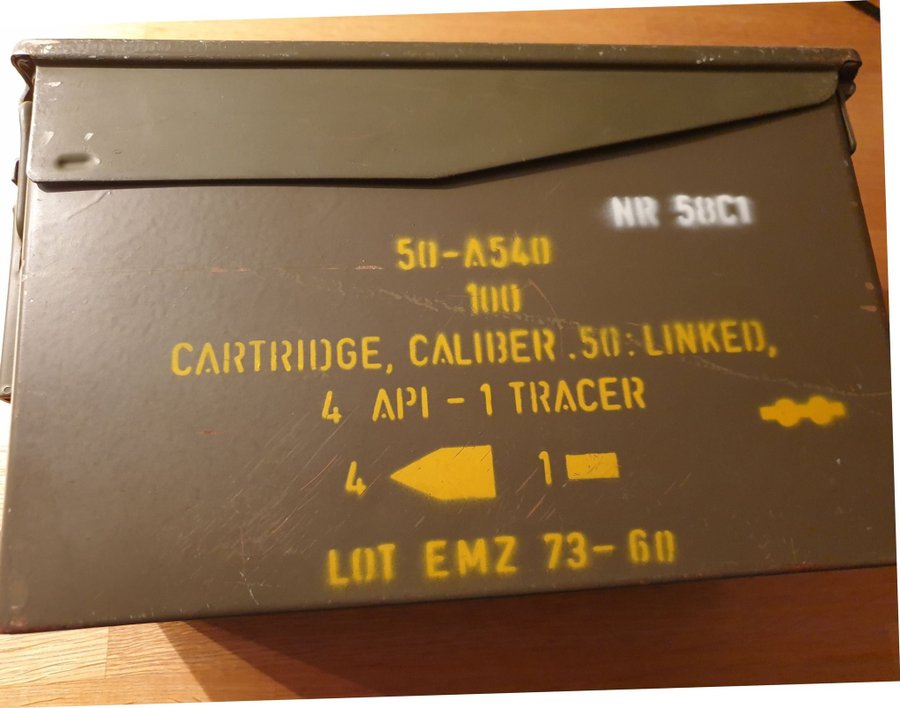 NR 58C1
50-A540
100
CARTRIDGE, CALIBER .50: LINKED,
4 API - 1 TRACER
4 1
LOT EMZ 73-60